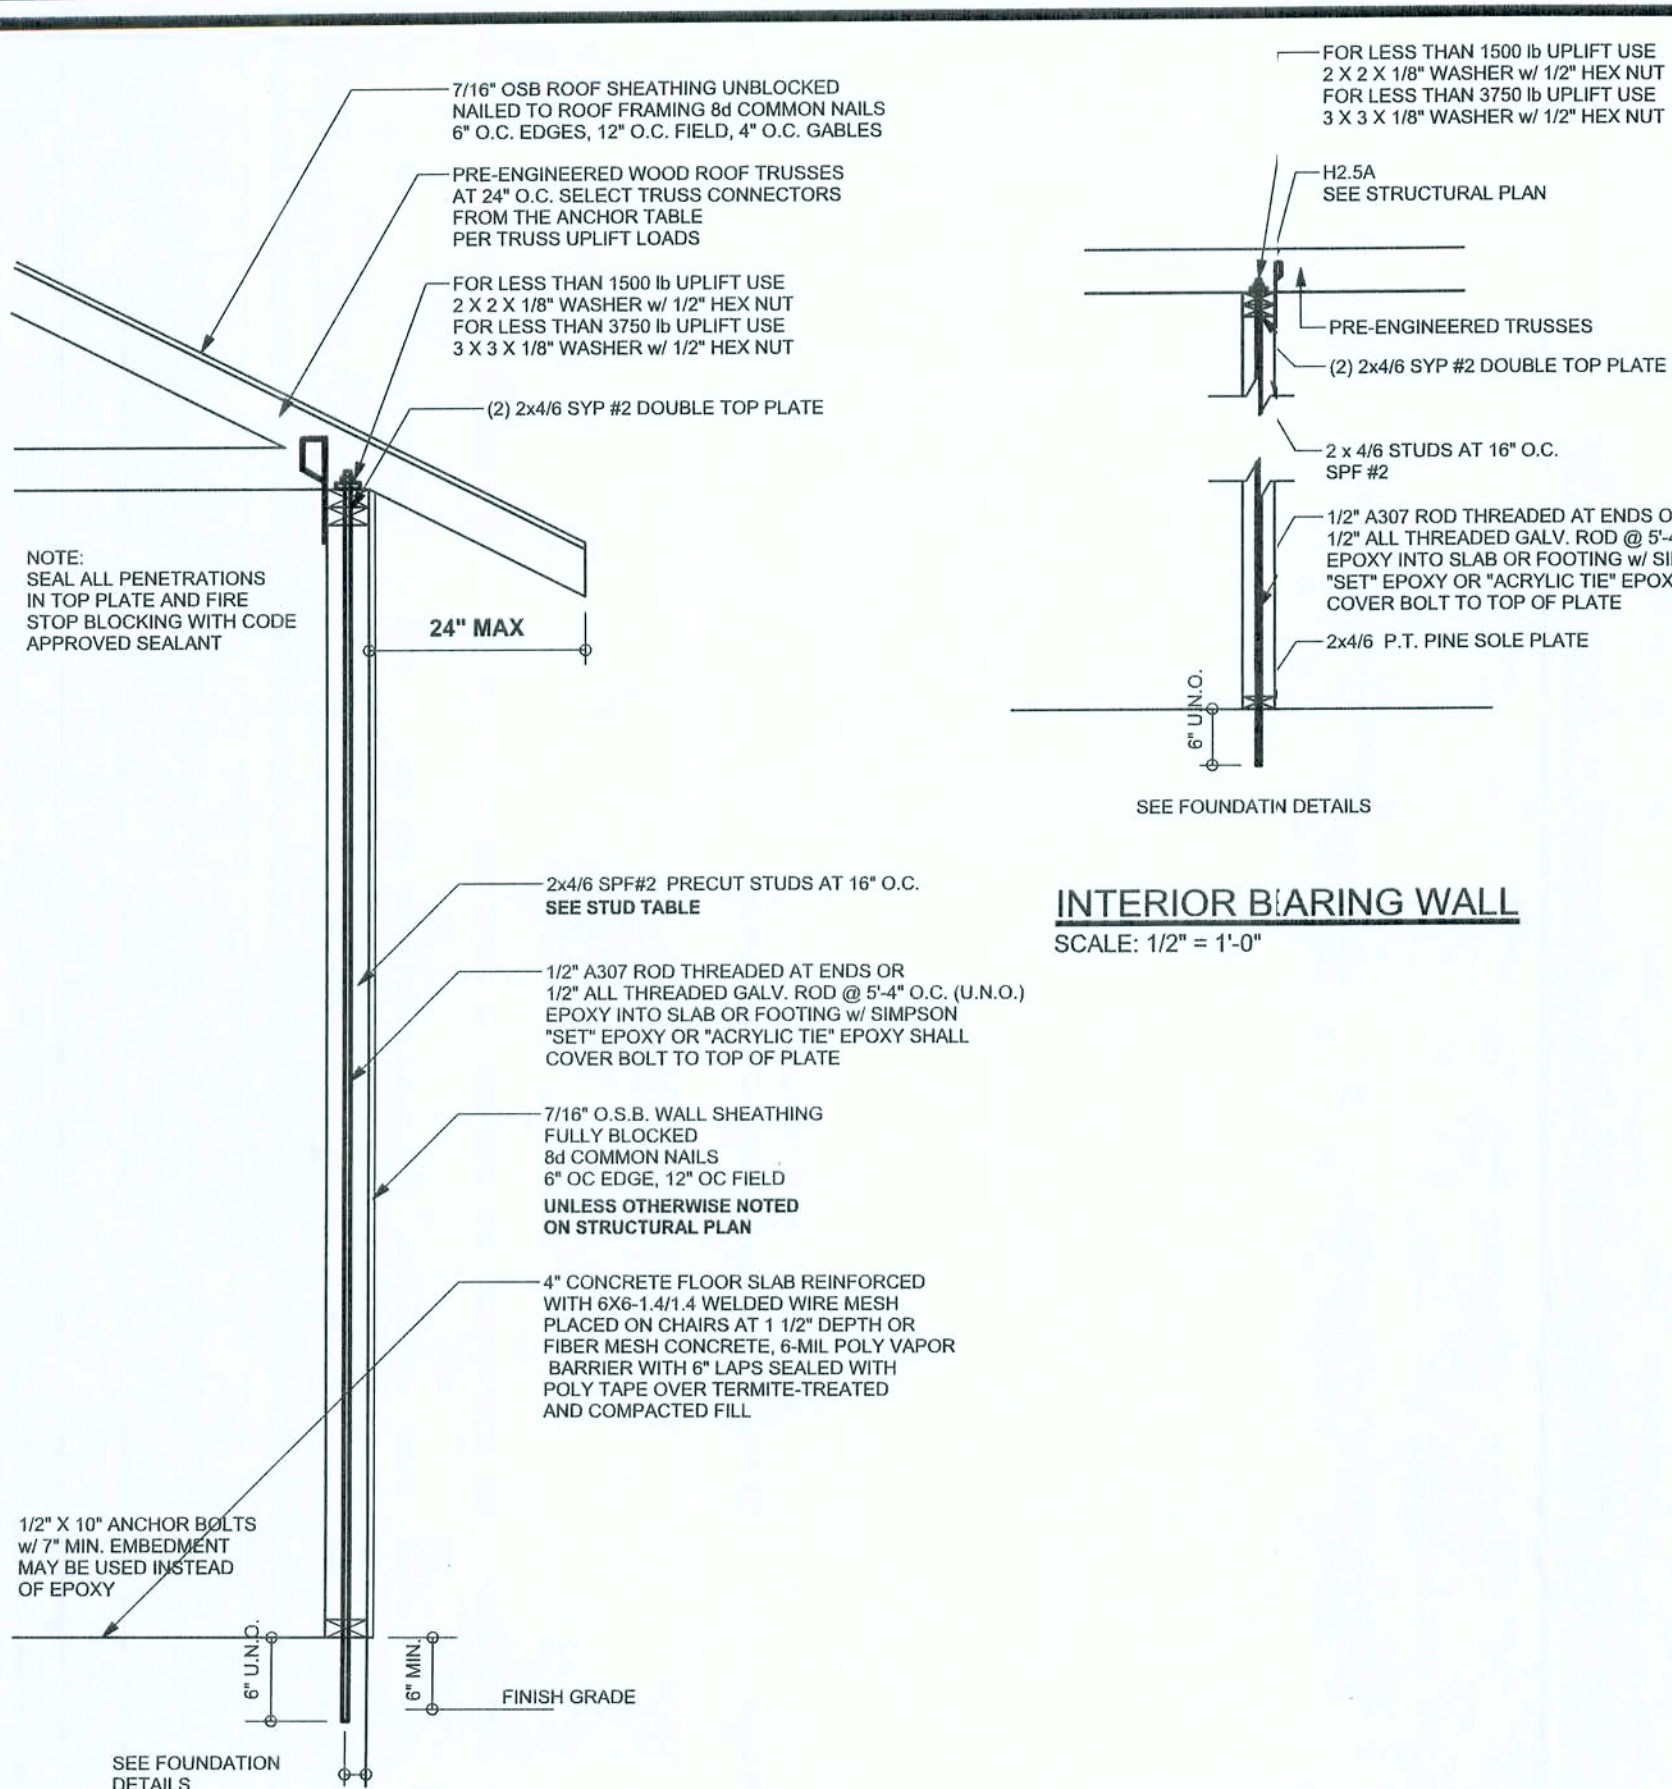 7/16" OSB ROOF SHEATHING UNBLOCKED
NAILED TO ROOF FRAMING 8d COMMON NAILS
6" O.C. EDGES, 12" O.C. FIELD, 4" O.C. GABLES
PRE-ENGINEERED WOOD ROOF TRUSSES
AT 24" O.C. SELECT TRUSS CONNECTORS
FROM THE ANCHOR TABLE
PER TRUSS UPLIFT LOADS
FOR LESS THAN 1500 lb UPLIFT USE
2 X 2 X 1/8" WASHER w/ 1/2" HEX NUT
FOR LESS THAN 3750 lb UPLIFT USE
3 X 3 X 1/8" WASHER w/ 1/2" HEX NUT
(2) 2x4/6 SYP #2 DOUBLE TOP PLATE
NOTE:
SEAL ALL PENETRATIONS
IN TOP PLATE AND FIRE
STOP BLOCKING WITH CODE
APPROVED SEALANT
24" MAX
2x4/6 SPF#2 PRECUT STUDS AT 16" O.C.
SEE STUD TABLE
1/2" A307 ROD THREADED AT ENDS OR
1/2" ALL THREADED GALV. ROD @ 5'-4" O.C. (U.N.O.)
EPOXY INTO SLAB OR FOOTING w/ SIMPSON
"SET" EPOXY OR "ACRYLIC TIE" EPOXY SHALL
COVER BOLT TO TOP OF PLATE
7/16" O.S.B. WALL SHEATHING
FULLY BLOCKED
8d COMMON NAILS
6" OC EDGE, 12" OC FIELD
UNLESS OTHERWISE NOTED
ON STRUCTURAL PLAN
4" CONCRETE FLOOR SLAB REINFORCED
WITH 6X6-1.4/1.4 WELDED WIRE MESH
PLACED ON CHAIRS AT 1 1/2" DEPTH OR
FIBER MESH CONCRETE, 6-MIL POLY VAPOR
BARRIER WITH 6" LAPS SEALED WITH
POLY TAPE OVER TERMITE-TREATED
AND COMPACTED FILL
1/2" X 10" ANCHOR BOLTS
w/ 7" MIN. EMBEDMENT
MAY BE USED INSTEAD
OF EPOXY
6" U.N.O.
6" MIN.
FINISH GRADE
SEE FOUNDATION
DETAILS
FOR LESS THAN 1500 lb UPLIFT USE
2 X 2 X 1/8" WASHER w/ 1/2" HEX NUT
FOR LESS THAN 3750 lb UPLIFT USE
3 X 3 X 1/8" WASHER w/ 1/2" HEX NUT
H2.5A
SEE STRUCTURAL PLAN
PRE-ENGINEERED TRUSSES
(2) 2x4/6 SYP #2 DOUBLE TOP PLATE
2 x 4/6 STUDS AT 16" O.C.
SPF #2
1/2" A307 ROD THREADED AT ENDS
1/2" ALL THREADED GALV. ROD @
EPOXY INTO SLAB OR FOOTING w/
"SET" EPOXY OR "ACRYLIC TIE"
COVER BOLT TO TOP OF PLATE
2x4/6 P.T. PINE SOLE PLATE
6" U.N.O.
SEE FOUNDATIN DETAILS
INTERIOR BEARING WALL
SCALE: 1/2" = 1'-0"